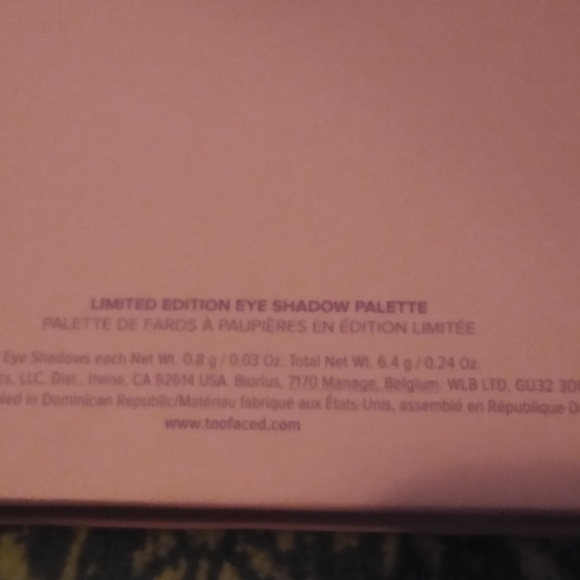 LIMITED EDITION EYE SHADOW PALETTE
PALETTE DE FARDS À PAUPIÈRES EN ÉDITION LIMITÉE
Eye Shadows each Net Wt. 0.8 g / 0.03 Oz. Total Net Wt. 6.4 g / 0.24 Oz.
cs, LLC, Dist., Irvine, CA 92614 USA. Biorius, 7170 Manage, Belgium. WLB LTD, GU32 3
led in Dominican Republic/Matériau fabriqué aux États-Unis, assemblé en République D
www.toofaced.com